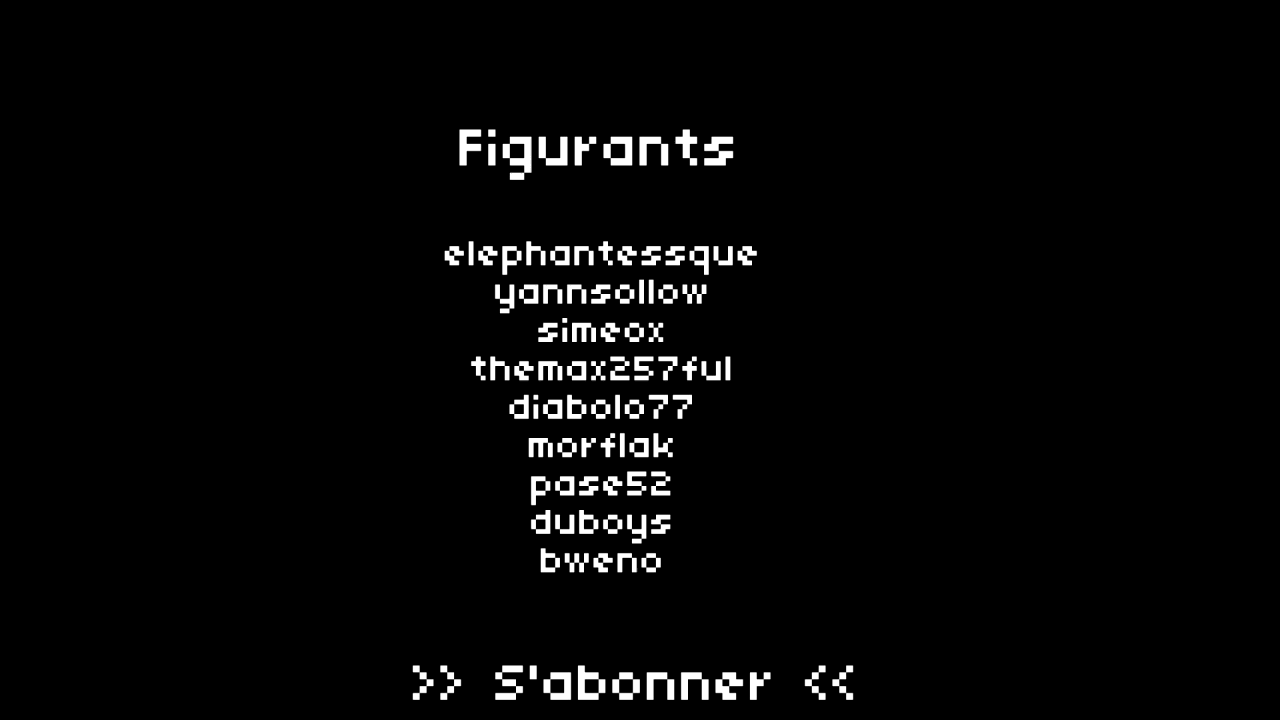 Figurants
elephantessque
yannsollow
simeox
themax257ful
diabolo77
morflak
pase52
duboys
bweno
>> S'abonner <<